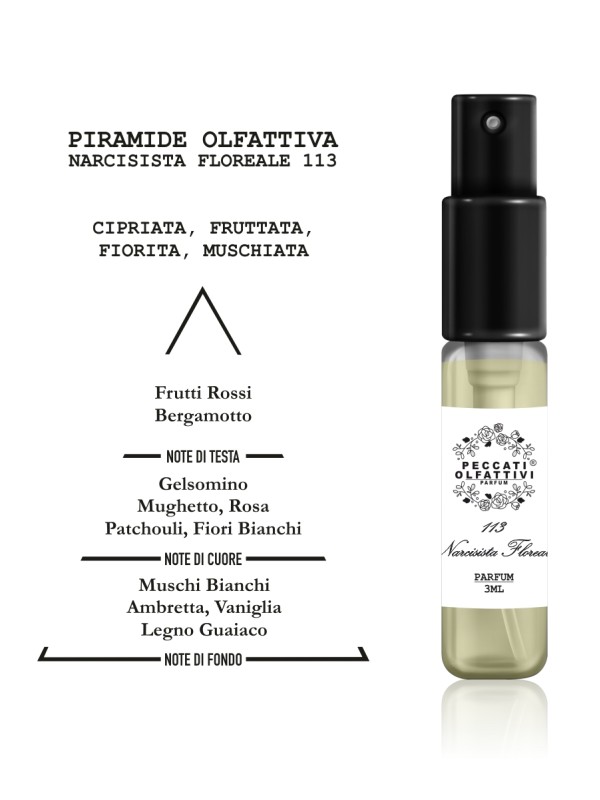 PIRAMIDE OLFATTIVA
NARCISISTA FLOREALE 113
CIPRIATA, FRUTTATA,
FIORITA, MUSCHIATA
Frutti Rossi
Bergamotto
NOTE DI TESTA
Gelsomino
Mughetto, Rosa
Patchouli, Fiori Bianchi
NOTE DI CUORE
Muschi Bianchi
Ambretta, Vaniglia
Legno Guaiaco
NOTE DI FONDO
PECCATI®
OLFATTIVI
PARFUM
113
Narcisista Floreal
PARFUM
3ML